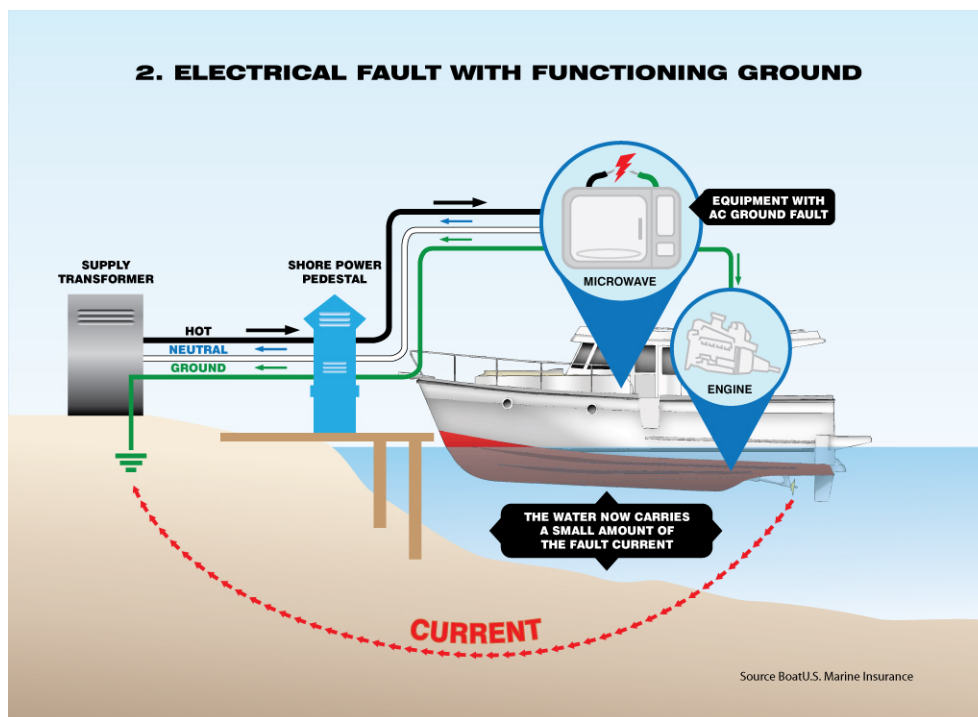 2. ELECTRICAL FAULT WITH FUNCTIONING GROUND
EQUIPMENT WITH
AC GROUND FAULT
SUPPLY
TRANSFORMER
SHORE POWER
PEDESTAL
MICROWAVE
HOT
NEUTRAL
GROUND
ENGINE
THE WATER NOW CARRIES
A SMALL AMOUNT OF
THE FAULT CURRENT
CURRENT
Source BoatU.S. Marine Insurance